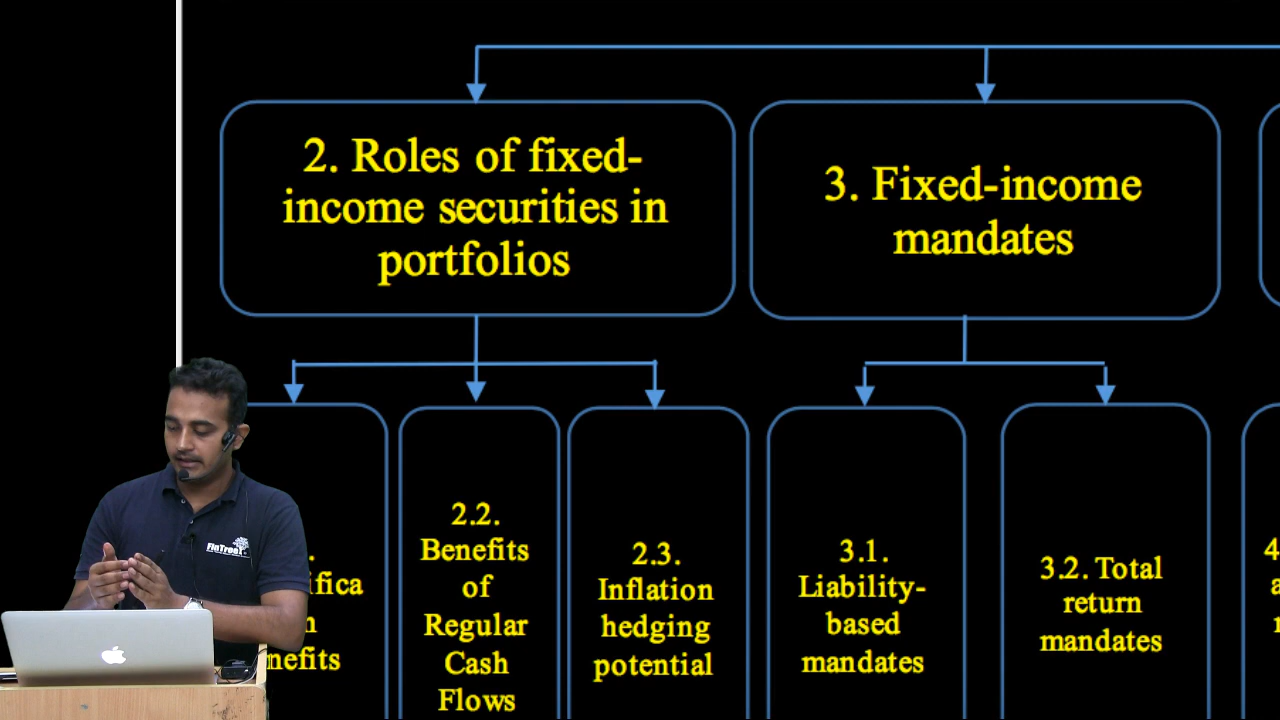 2. Roles of fixed-
income securities in
portfolios
3. Fixed-income
mandates
2.2.
Benefits
of
Regular
Cash
Flows
2.3.
Inflation
hedging
potential
3.1.
Liability-
based
mandates
3.2. Total
return
mandates
FinTree